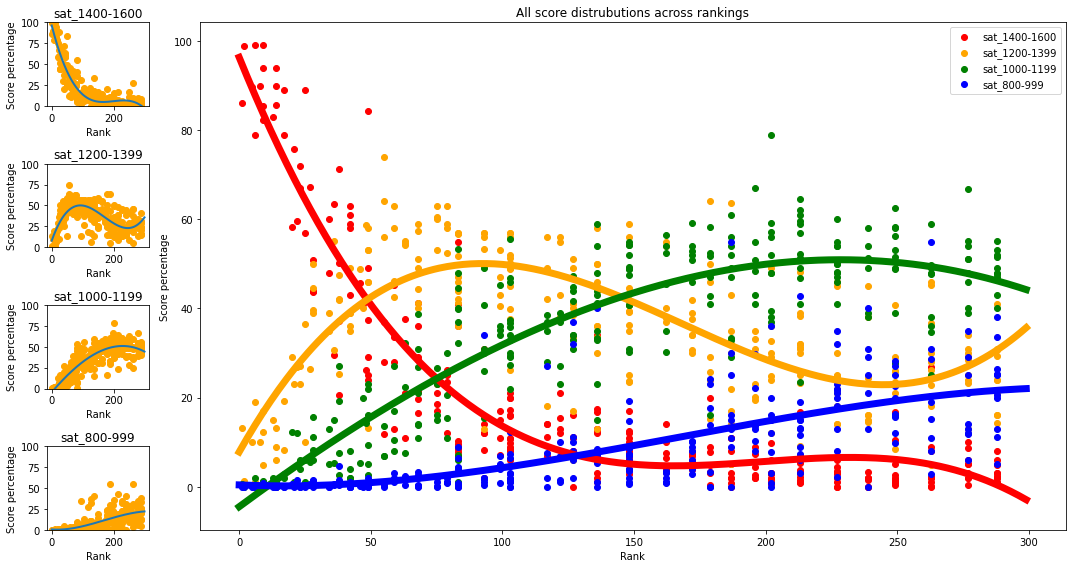 sat_1400-1600
100
75
50
25
0
Score percentage
0 200
Rank
sat_1200-1399
100
75
50
25
0
Score percentage
0 200
Rank
sat_1000-1199
100
75
50
25
0
Score percentage
0 200
Rank
sat_800-999
100
75
50
25
0
Score percentage
0 200
Rank
All score distrubutions across rankings
100
80
60
40
20
0
Score percentage
0 50 100 150 200 250 300
Rank
sat_1400-1600
sat_1200-1399
sat_1000-1199
sat_800-999